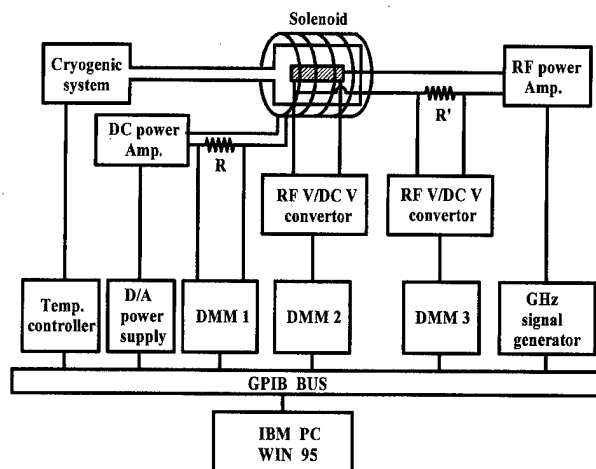 Solenoid
Cryogenic
system
RF power
Amp.
DC power
Amp.
R
R'
RF V/DC V
convertor
RF V/DC V
convertor
Temp.
controller
D/A
power
supply
DMM 1
DMM 2
DMM 3
GHz
signal
generator
GPIB BUS
IBM PC
WIN 95